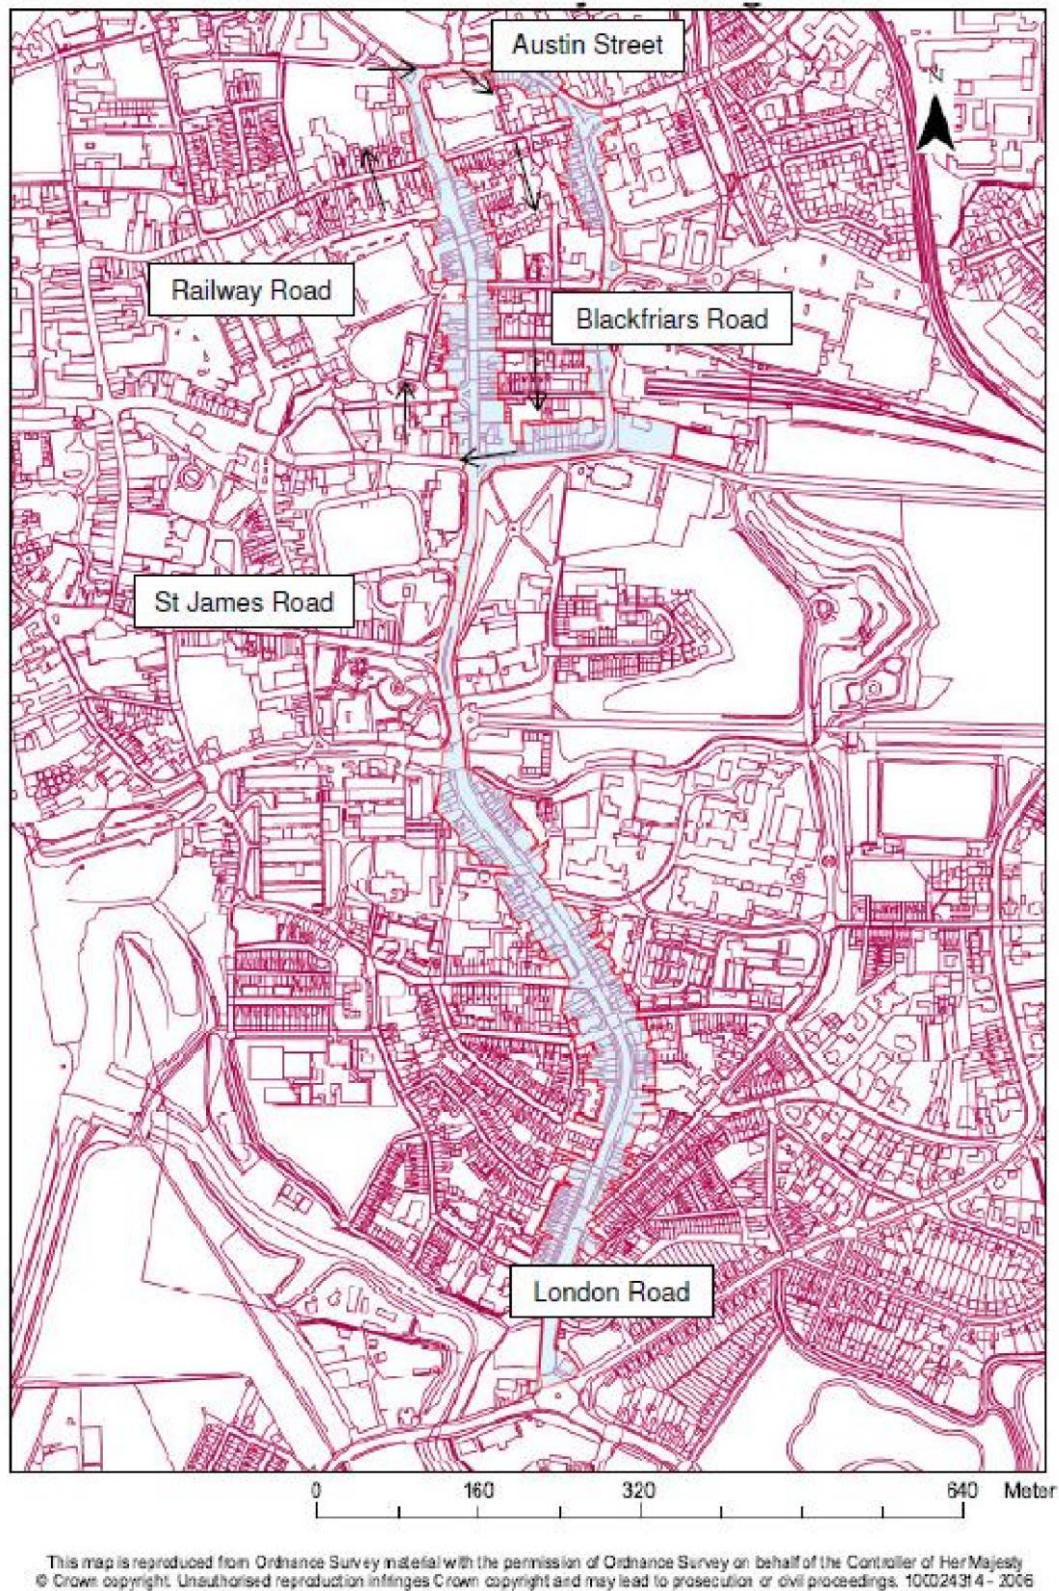 Austin Street
N
Railway Road
Blackfriars Road
St James Road
London Road
0 160 320 640 Meter
This map is reproduced from Ordnance Survey material with the permission of Ordnance Survey on behalf of the Controller of Her Majesty
© Crown copyright. Unauthorised reproduction infringes Crown copyright and may lead to prosecution or civil proceedings. 100024314 - 2006